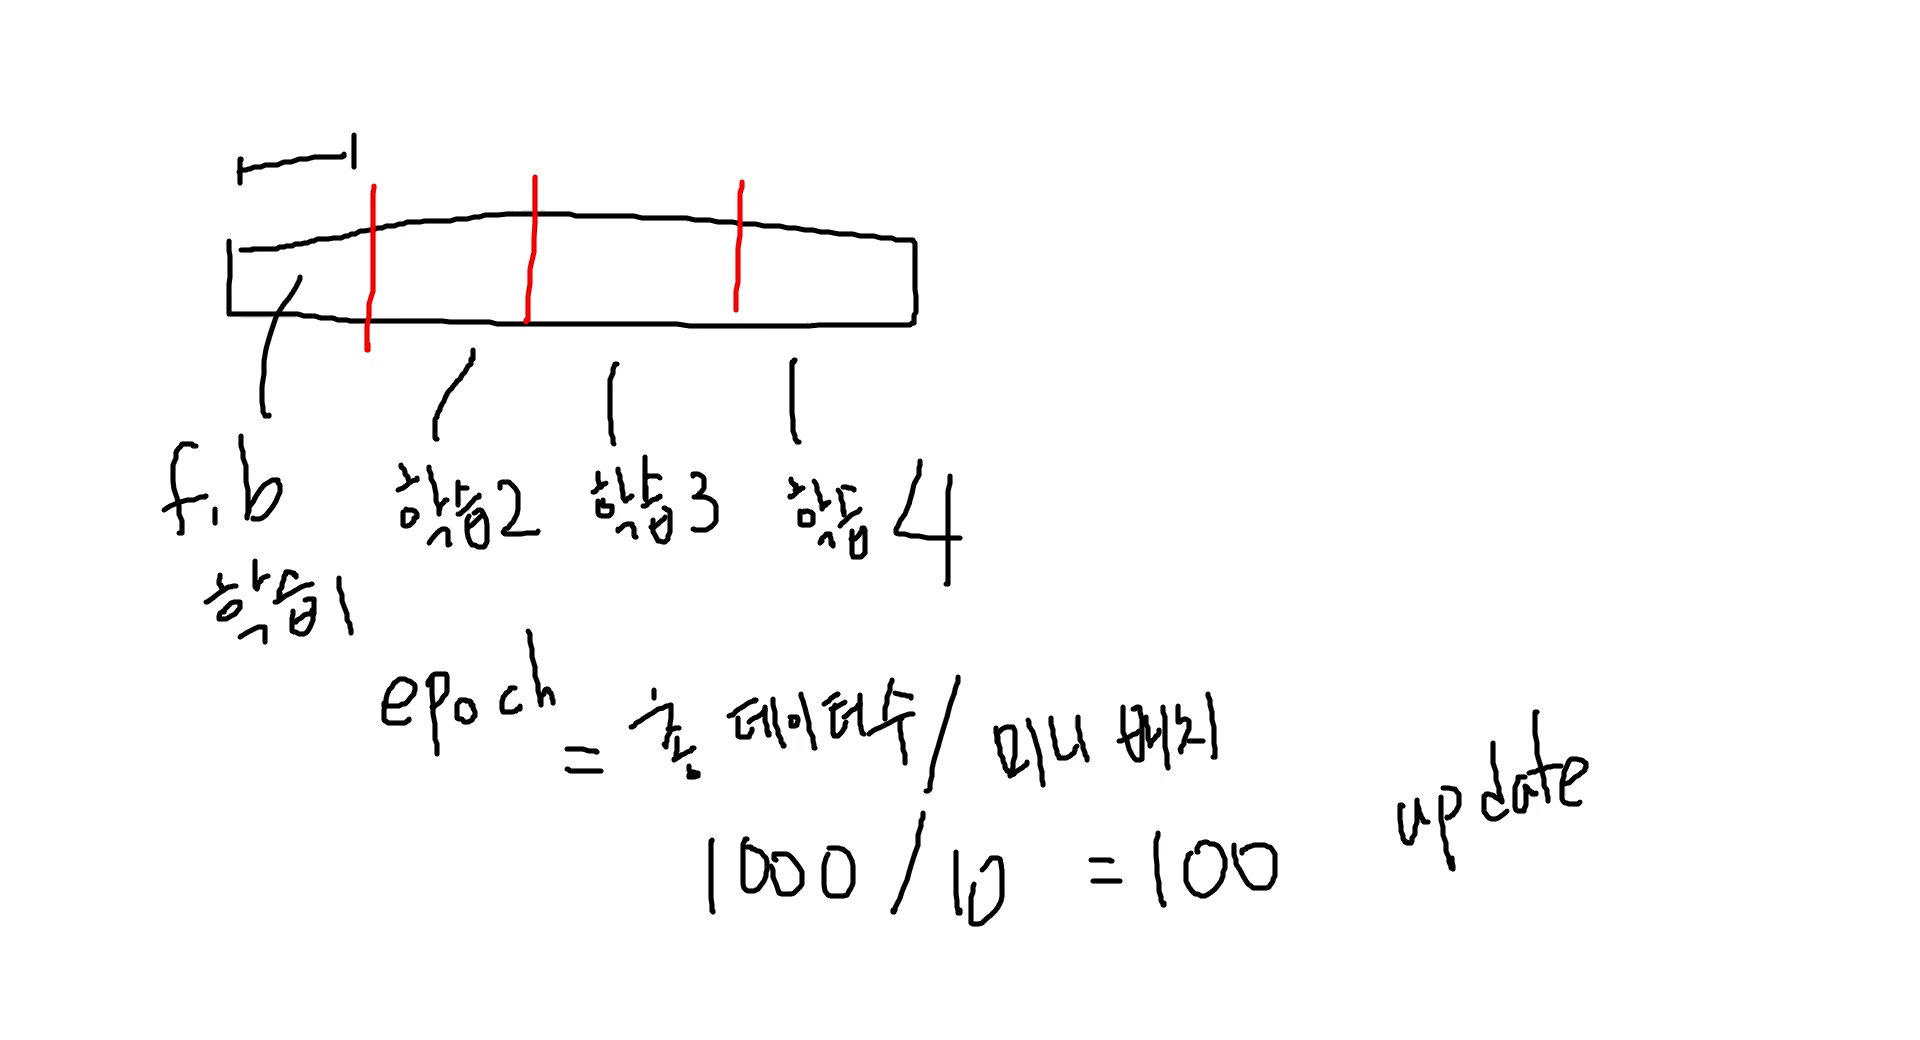 f, b 학습2 학습3 학습4
학습1
epoch = 총 데이터수 / 미니 배치
1000 / 10 = 100 update